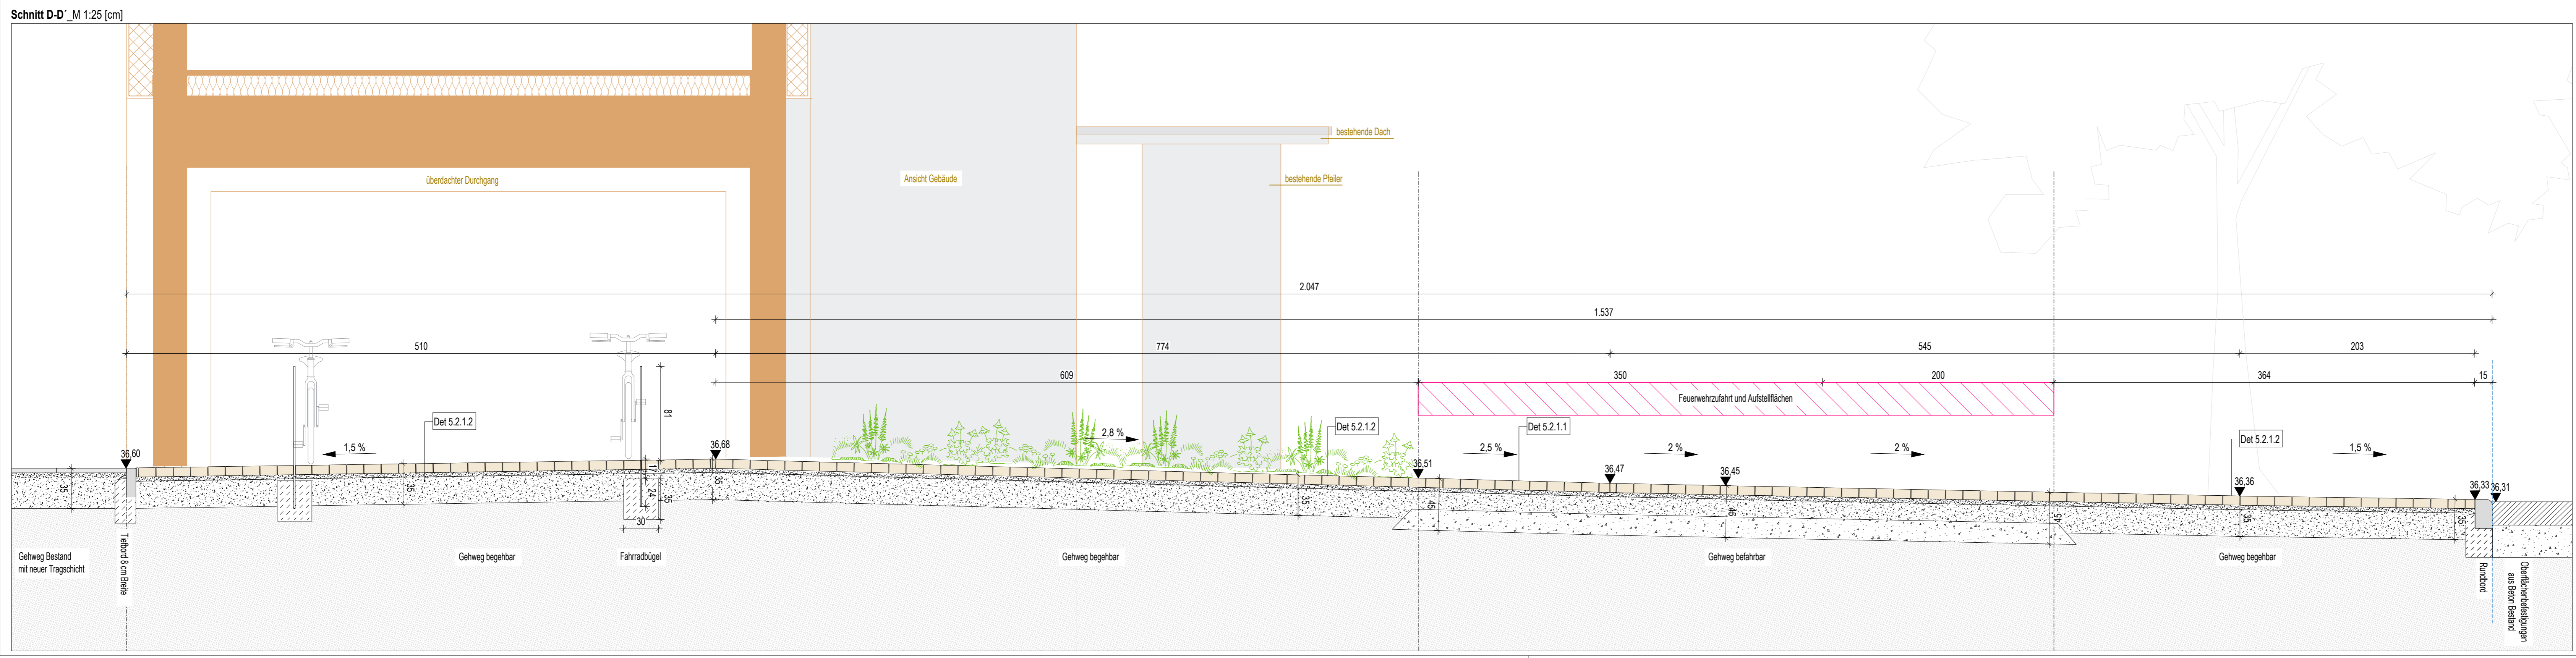 Schnitt D-D´_M 1:25 [cm]
bestehende Dach
überdachter Durchgang
Ansicht Gebäude
bestehende Pfeiler
2.047
1.537
510
774
545
203
609
350
200
364
15
Feuerwehrzufahrt und Aufstellflächen
81
Det 5.2.1.2
Det 5.2.1.2
Det 5.2.1.1
Det 5.2.1.2
1,5 %
2,8 %
2,5 %
2 %
2 %
1,5 %
36,60
36,68
36,51
36,47
36,45
36,36
36,33
36,31
17
24
35
35
35
35
35
45
45
45
35
35
30
Gehweg Bestand
mit neuer Tragschicht
Tiefbord 8 cm Breite
Gehweg begehbar
Fahrradbügel
Gehweg begehbar
Gehweg befahrbar
Gehweg begehbar
Rundbord
Oberflächenbefestigungen
aus Beton Bestand